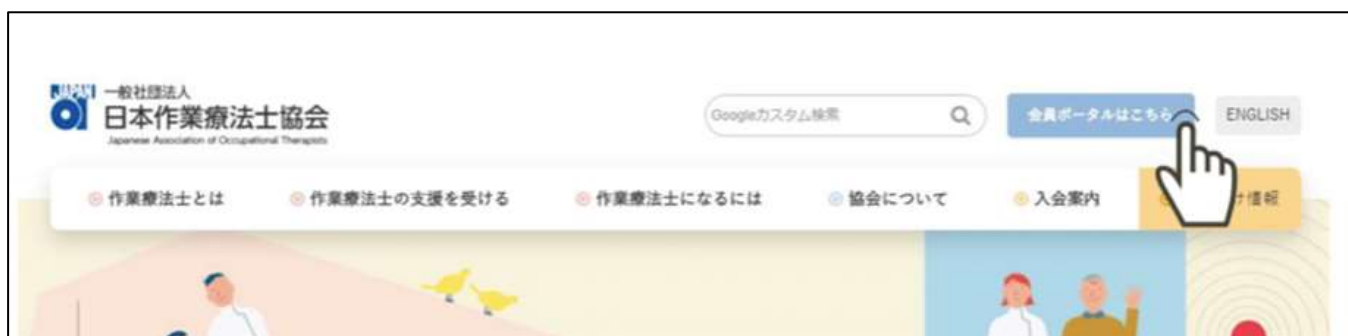 JAPAN
一般社団法人
日本作業療法士協会
Japanese Association of Occupational Therapists
Googleカスタム検索
会員ポータルはこちら
ENGLISH
作業療法士とは
作業療法士の支援を受ける
作業療法士になるには
協会について
入会案内
け情報